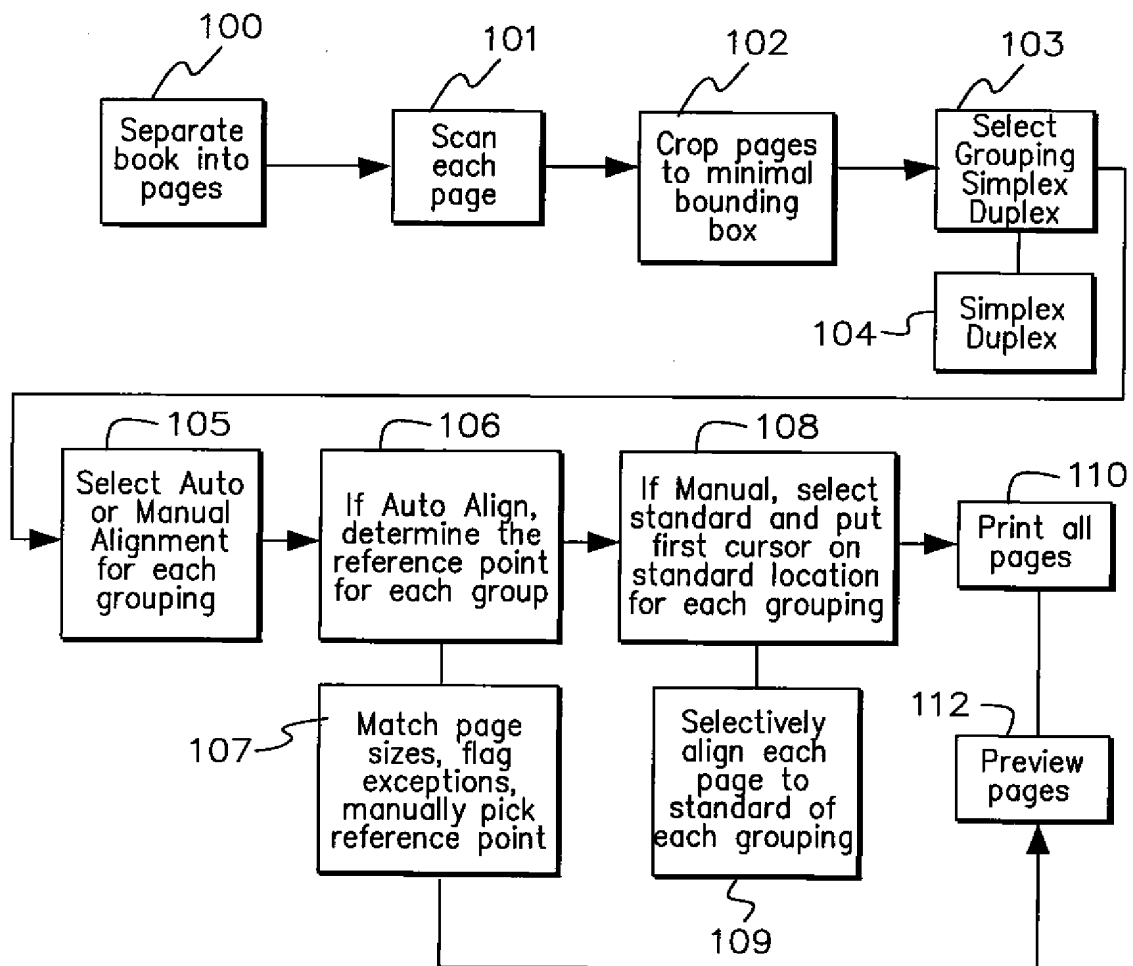 100
Separate
book into
pages
101
Scan
each
page
102
Crop pages
to minimal
bounding
box
103
Select
Grouping
Simplex
Duplex
104
Simplex
Duplex
105
Select Auto
or Manual
Alignment
for each
grouping
106
If Auto Align,
determine the
reference point
for each group
107
Match page
sizes, flag
exceptions,
manually pick
reference point
108
If Manual, select
standard and put
first cursor on
standard location
for each grouping
109
Selectively
align each
page to
standard of
each grouping
110
Print all
pages
112
Preview
pages